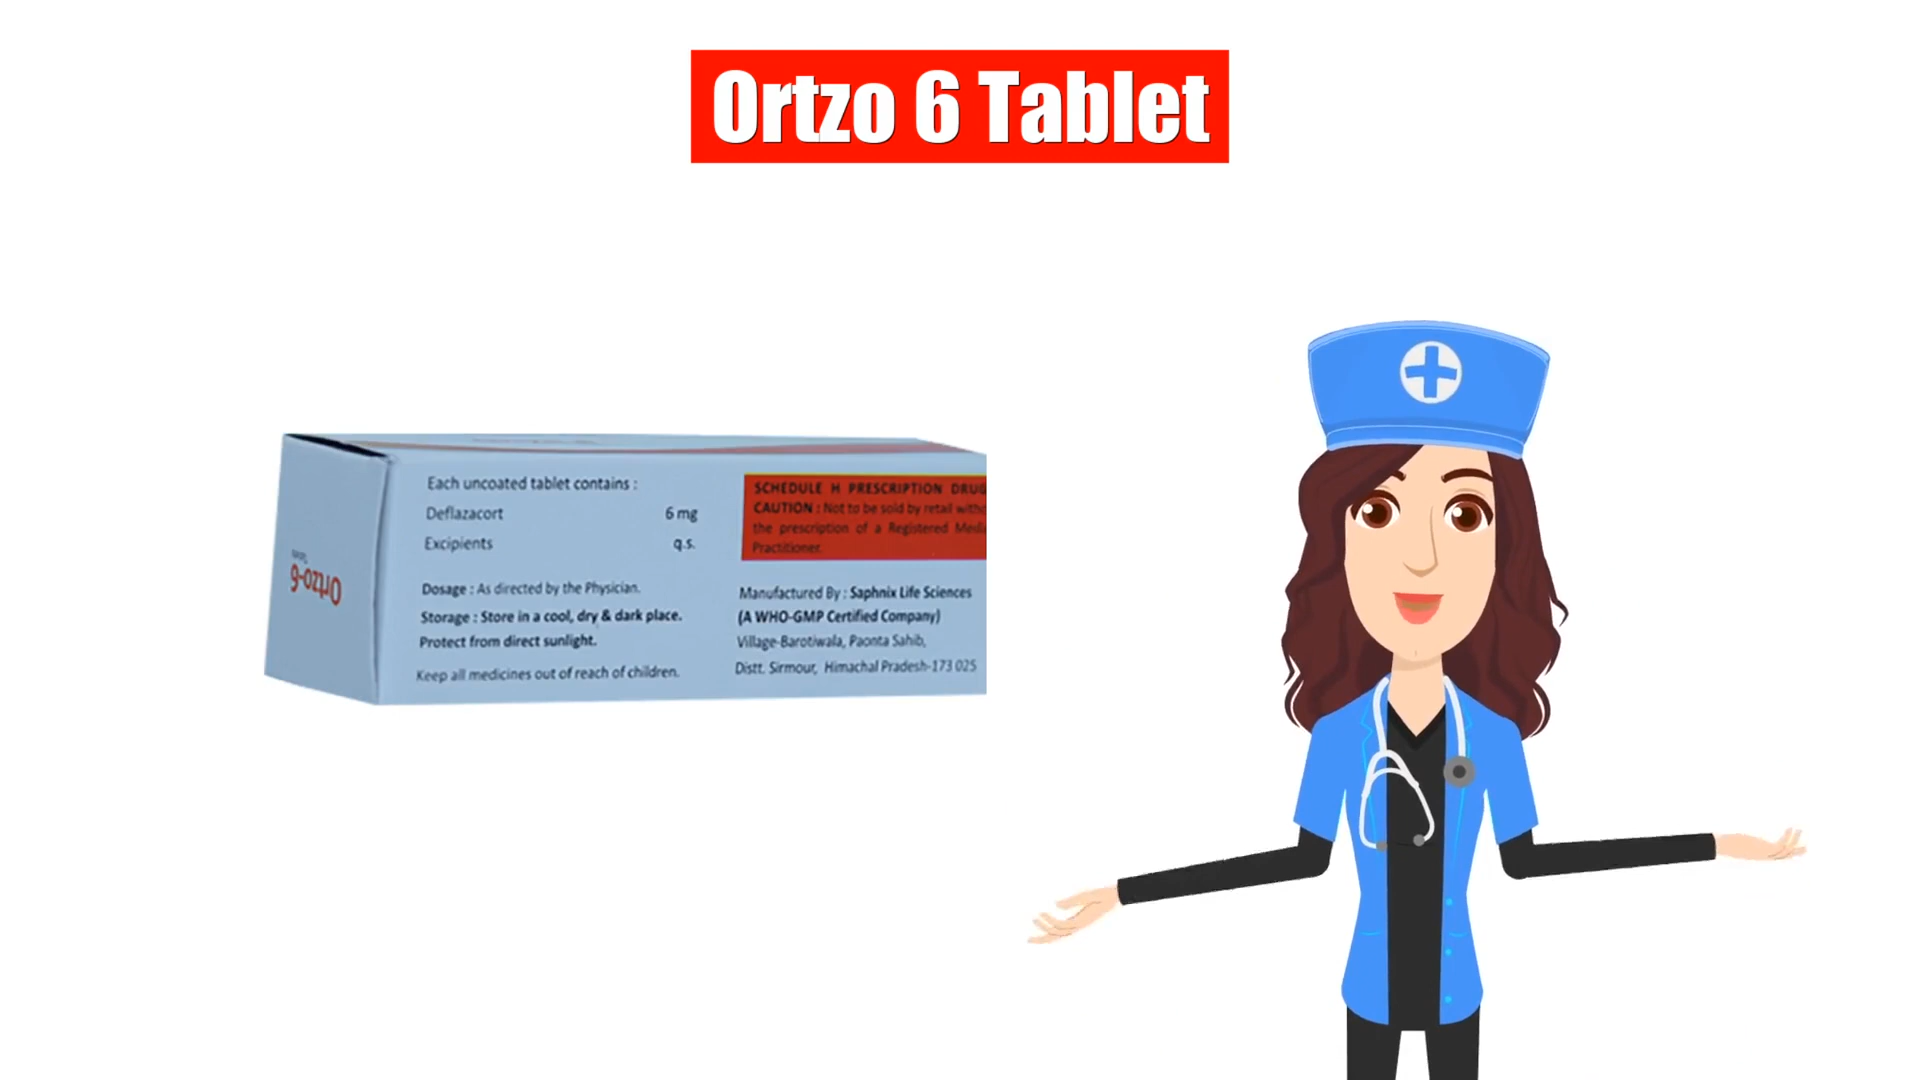 Ortzo 6 Tablet
Each uncoated tablet contains :
Deflazacort 6 mg
Excipients q.s.
Dosage : As directed by the Physician.
Storage : Store in a cool, dry & dark place.
Protect from direct sunlight.
Keep all medicines out of reach of children.
SCHEDULE H PRESCRIPTION DRUG
CAUTION : Not to be sold by retail
the prescription of a Registered
Practitioner.
Manufactured By : Saphnix Life Sciences
(A WHO-GMP Certified Company)
Village-Barotiwala, Paonta Sahib,
Distt. Sirmour, Himachal Pradesh-173 025
Ortzo-6